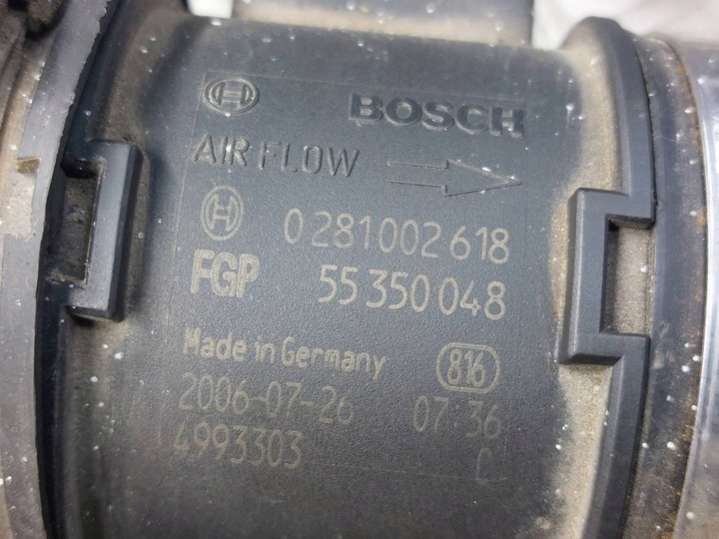 BOSCH
AIR FLOW
0 281 002 618
FGP 55 350 048
Made in Germany 816
2006-07-26 07:36
4993303 C